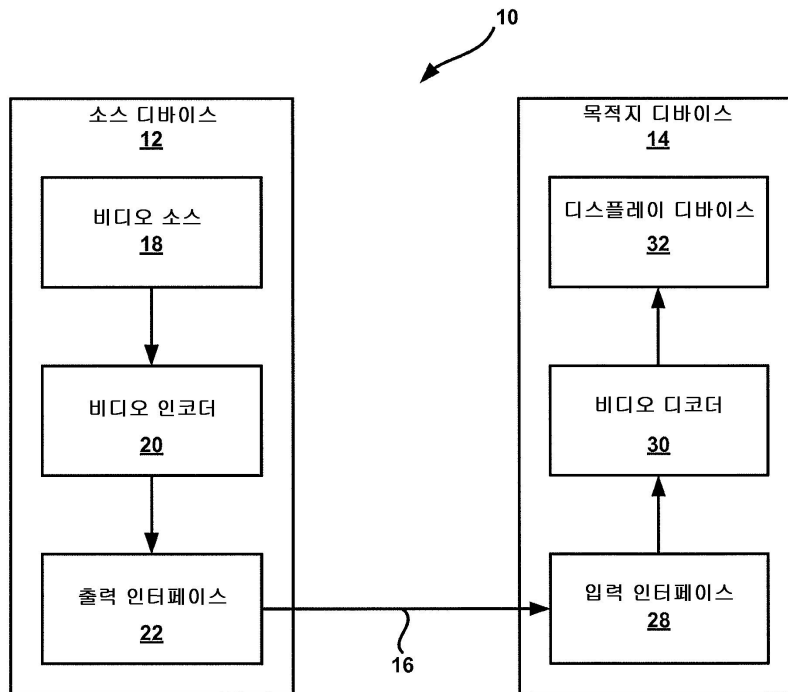 10
소스 디바이스
12
비디오 소스
18
비디오 인코더
20
출력 인터페이스
22
16
목적지 디바이스
14
디스플레이 디바이스
32
비디오 디코더
30
입력 인터페이스
28